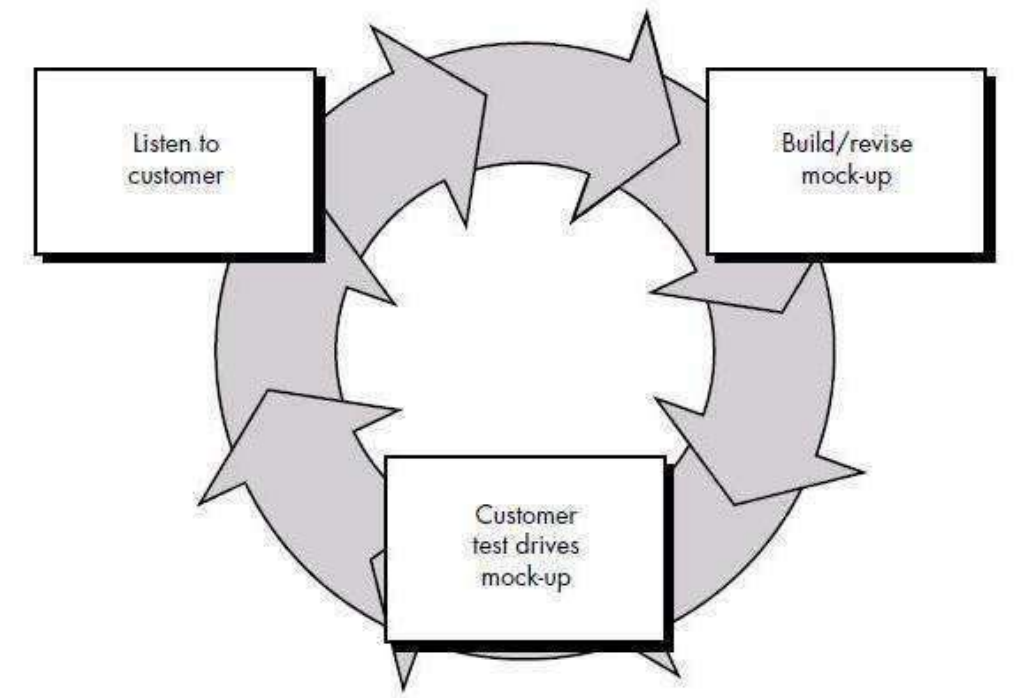 Listen to
customer
Build/revise
mock-up
Customer
test drives
mock-up